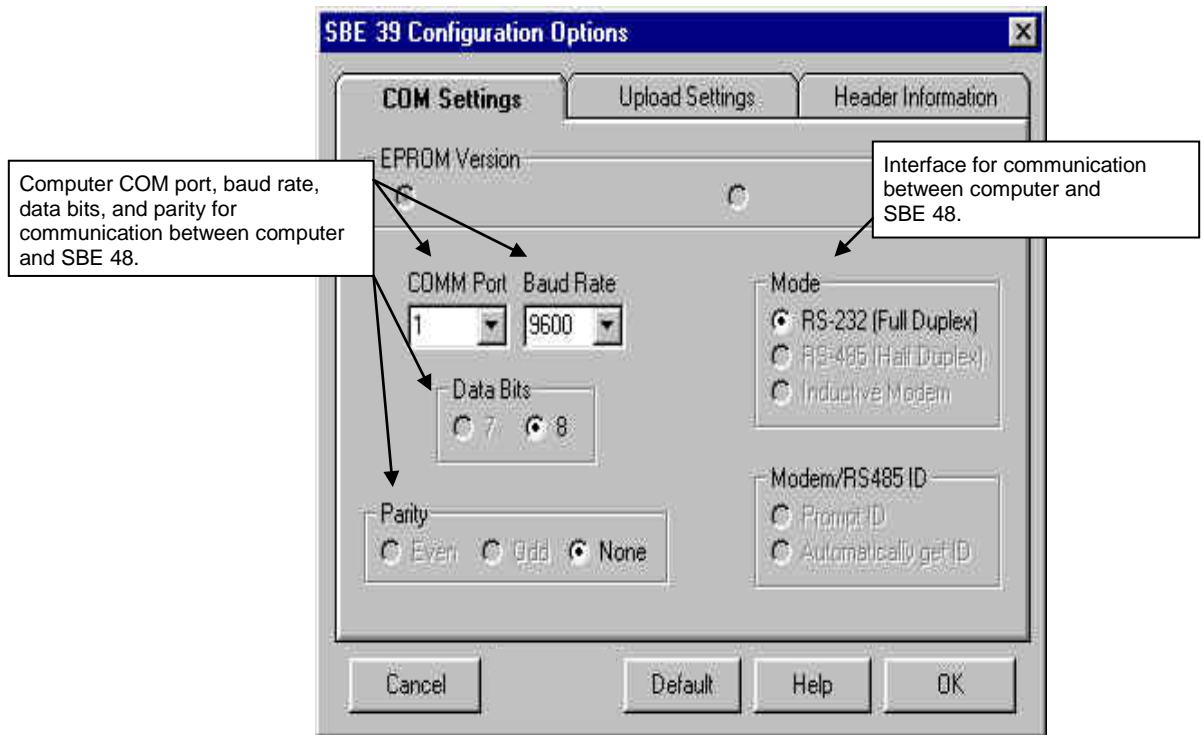 SBE 39 Configuration Options
COM Settings
Upload Settings
Header Information
EPROM Version
Computer COM port, baud rate,
data bits, and parity for
communication between computer
and SBE 48.
Interface for communication
between computer and
SBE 48.
COMM Port
Baud Rate
1
9600
Mode
RS-232 (Full Duplex)
RS-485 (Half Duplex)
Inductive Modem
Data Bits
7
8
Modem/RS485 ID
Prompt ID
Automatically get ID
Parity
Even
Odd
None
Cancel
Default
Help
OK